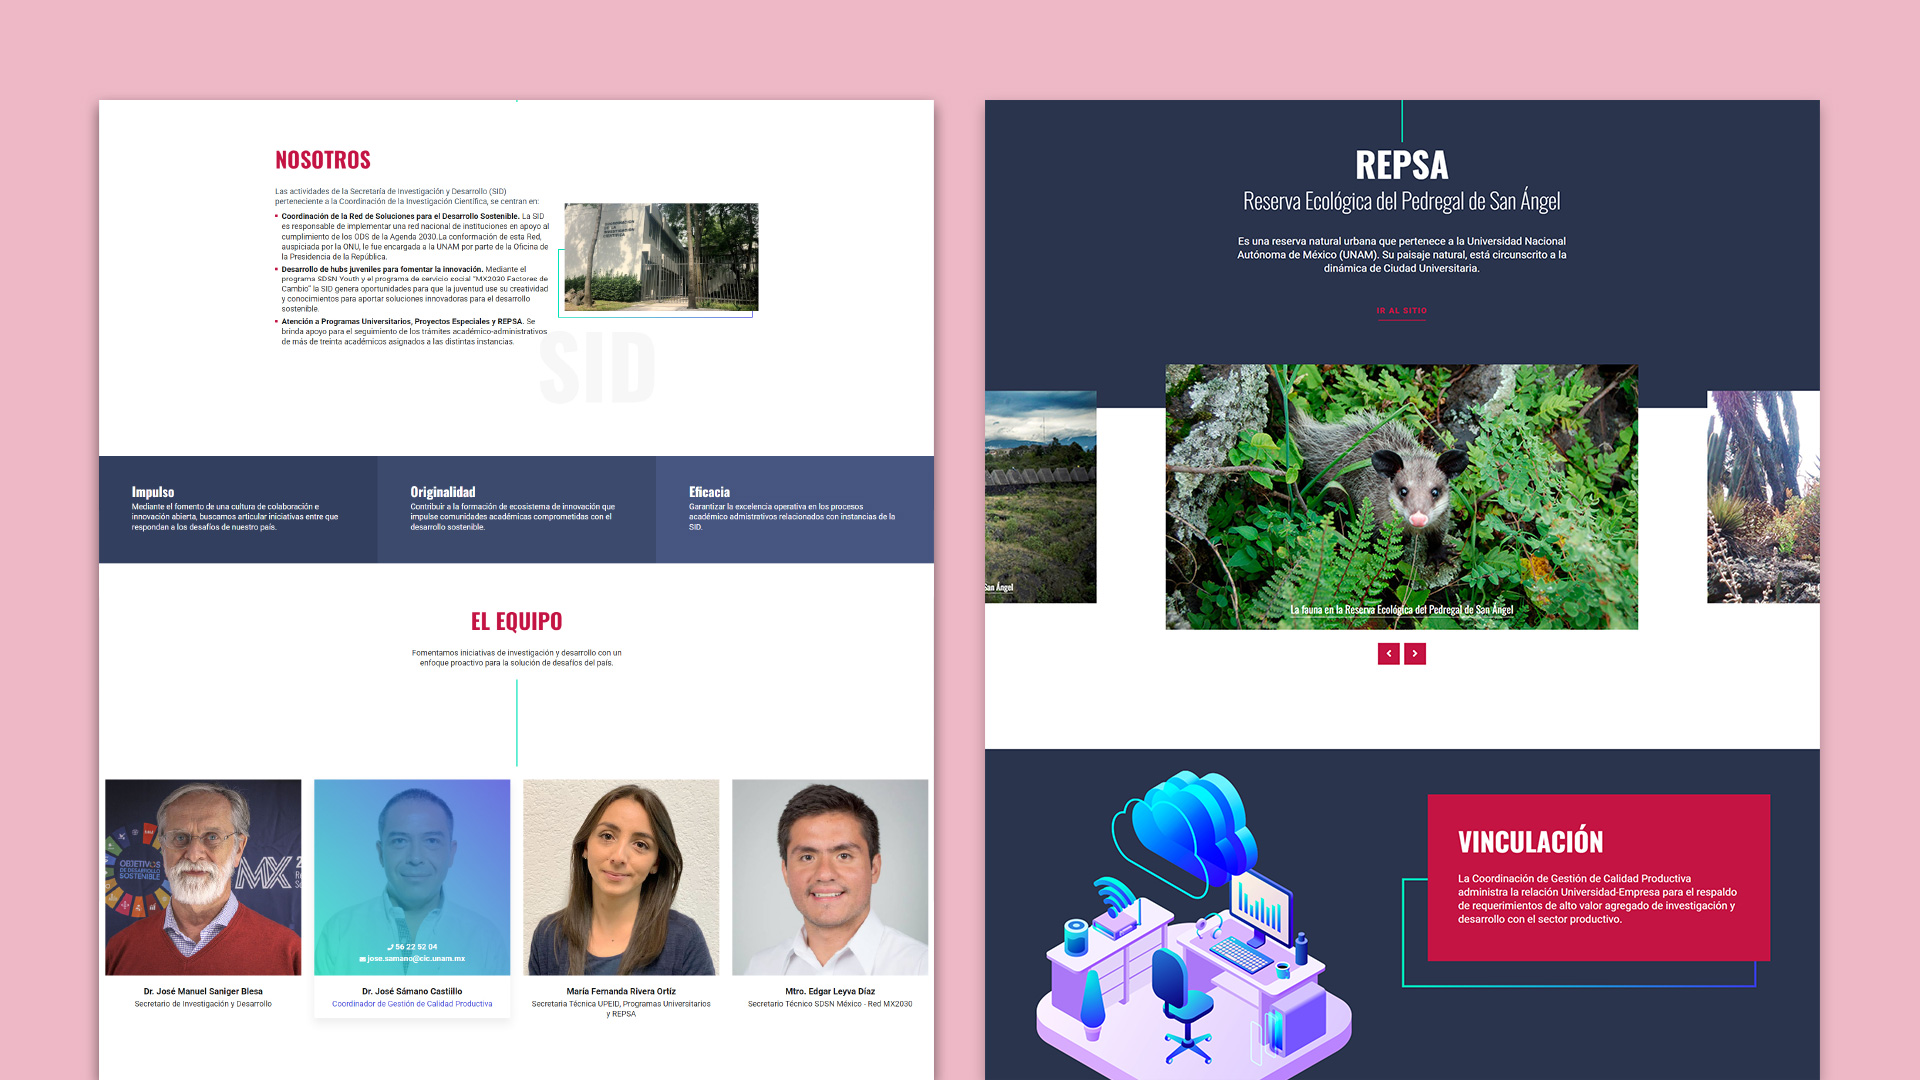 NOSOTROS
Las actividades de la Secretaría de Investigación y Desarrollo (SID)
perteneciente a la Coordinación de la Investigación Científica, se centran en:
Coordinación de la Red de Soluciones para el Desarrollo Sostenible. La SID
es responsable de implementar una red nacional de instituciones en apoyo al
cumplimiento de los ODS de la Agenda 2030.La conformación de esta Red,
auspiciada por la ONU, le fue encargada a la UNAM por parte de la Oficina de
la Presidencia de la República.
Desarrollo de hubs juveniles para fomentar la innovación. Mediante el
programa SDSN Youth y el programa de servicio social "MX2030 Factores de
Cambio" la SID genera oportunidades para que la juventud use su creatividad
y conocimientos para aportar soluciones innovadoras para el desarrollo
sostenible.
Atención a Programas Universitarios, Proyectos Especiales y REPSA. Se
brinda apoyo para el seguimiento de los trámites académico-administrativos
de más de treinta académicos asignados a las distintas instancias.
COORDINACION
DE LA
INVESTIGACION
CIENTIFICA
SID
Impulso
Mediante el fomento de una cultura de colaboración e
innovación abierta, buscamos articular iniciativas entre que
respondan a los desafíos de nuestro país.
Originalidad
Contribuir a la formación de ecosistema de innovación que
impulse comunidades académicas comprometidas con el
desarrollo sostenible.
Eficacia
Garantizar la excelencia operativa en los procesos
académico admistrativos relacionados con instancias de la
SID.
EL EQUIPO
Fomentamos iniciativas de investigación y desarrollo con un
enfoque proactivo para la solución de desafíos del país.
OBJETIVOS
DE DESARROLLO
SOSTENIBLE
MX
56 22 52 04
jose.samano@cic.unam.mx
Dr. José Manuel Saniger Blesa
Secretario de Investigación y Desarrollo
Dr. José Sámano Castiillo
Coordinador de Gestión de Calidad Productiva
María Fernanda Rivera Ortíz
Secretaria Técnica UPEID, Programas Universitarios
y REPSA
Mtro. Edgar Leyva Díaz
Secretario Técnico SDSN México - Red MX2030
REPSA
Reserva Ecológica del Pedregal de San Ángel
Es una reserva natural urbana que pertenece a la Universidad Nacional
Autónoma de México (UNAM). Su paisaje natural, está circunscrito a la
dinámica de Ciudad Universitaria.
IR AL SITIO
San Ángel
La fauna en la Reserva Ecológica del Pedregal de San Ángel
VINCULACIÓN
La Coordinación de Gestión de Calidad Productiva
administra la relación Universidad-Empresa para el respaldo
de requerimientos de alto valor agregado de investigación y
desarrollo con el sector productivo.